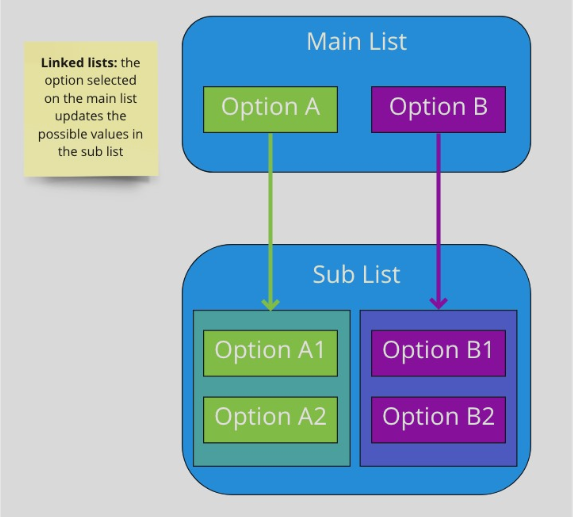 Linked lists: the
option selected
on the main list
updates the
possible values in
the sub list
Main List
Option A
Option B
Sub List
Option A1
Option B1
Option A2
Option B2